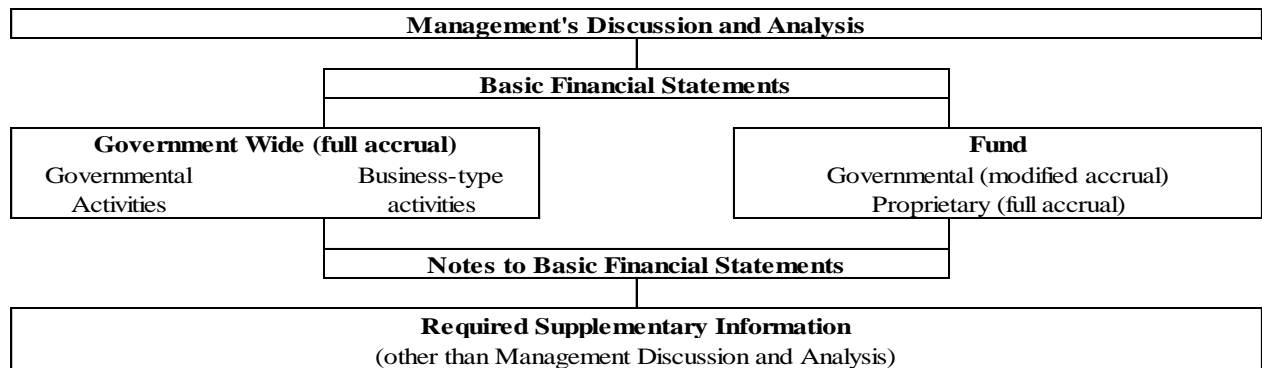 Management's Discussion and Analysis
Basic Financial Statements
Government Wide (full accrual)
Governmental Activities
Business-type activities
Fund
Governmental (modified accrual)
Proprietary (full accrual)
Notes to Basic Financial Statements
Required Supplementary Information
(other than Management Discussion and Analysis)